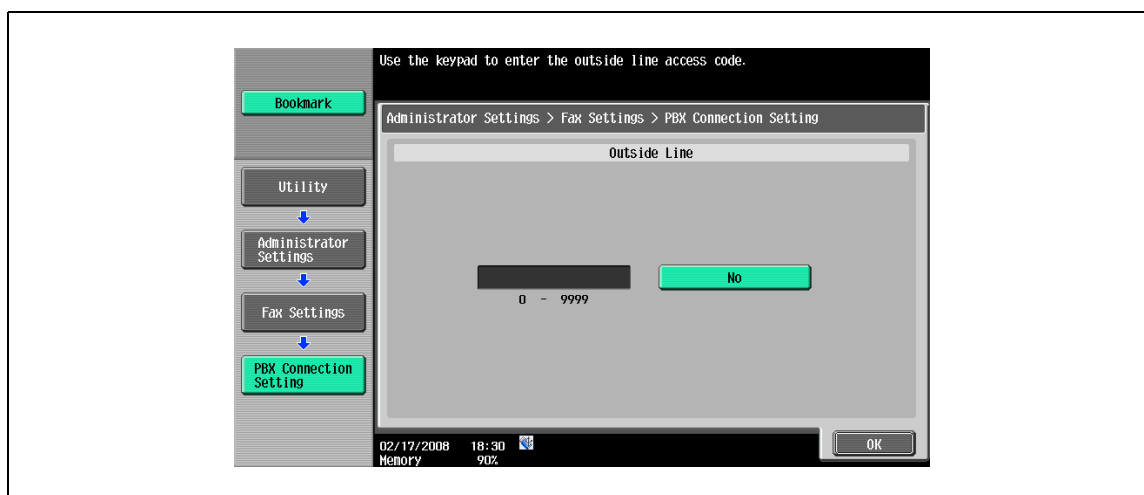 Use the keypad to enter the outside line access code.
Bookmark
Administrator Settings > Fax Settings > PBX Connection Setting
Outside Line
Utility
Administrator
Settings
Fax Settings
PBX Connection
Setting
No
0 - 9999
02/17/2008 18:30
Memory 90%
OK